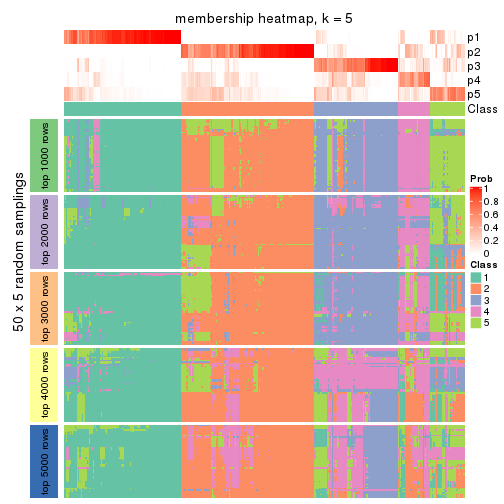 membership heatmap, k = 5
p1
p2
p3
p4
p5
Class
50 x 5 random samplings
top 1000 rows
top 2000 rows
top 3000 rows
top 4000 rows
top 5000 rows
Prob
1
0.8
0.6
0.4
0.2
0
Class
1
2
3
4
5